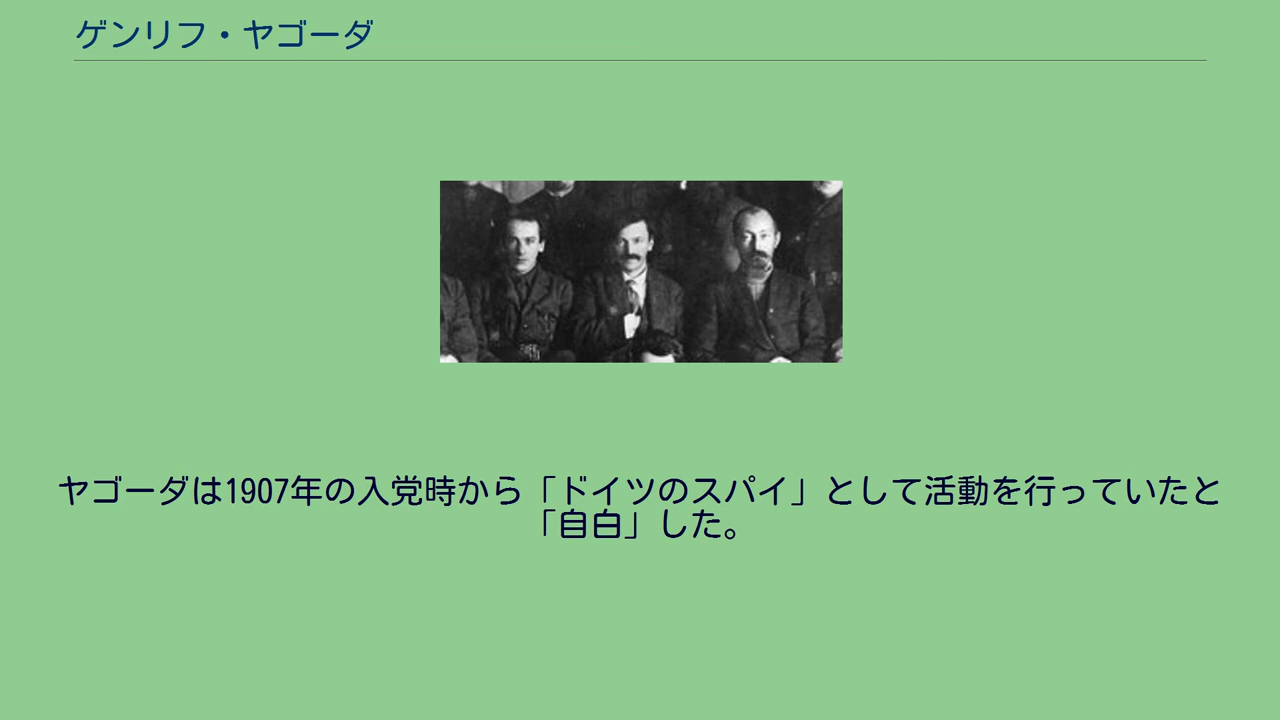 ゲンリフ・ヤゴーダ
ヤゴーダは1907年の入党時から「ドイツのスパイ」として活動を行っていたと
「自白」した。